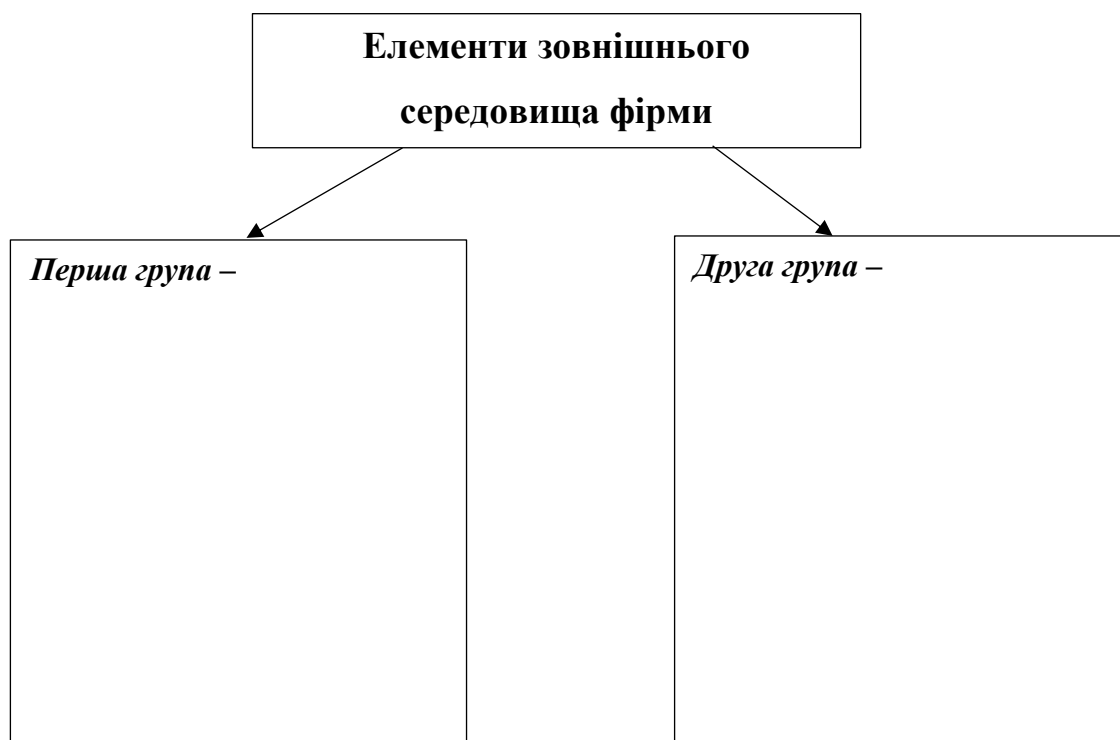 Елементи зовнішнього
середовища фірми
Перша група –
Друга група –